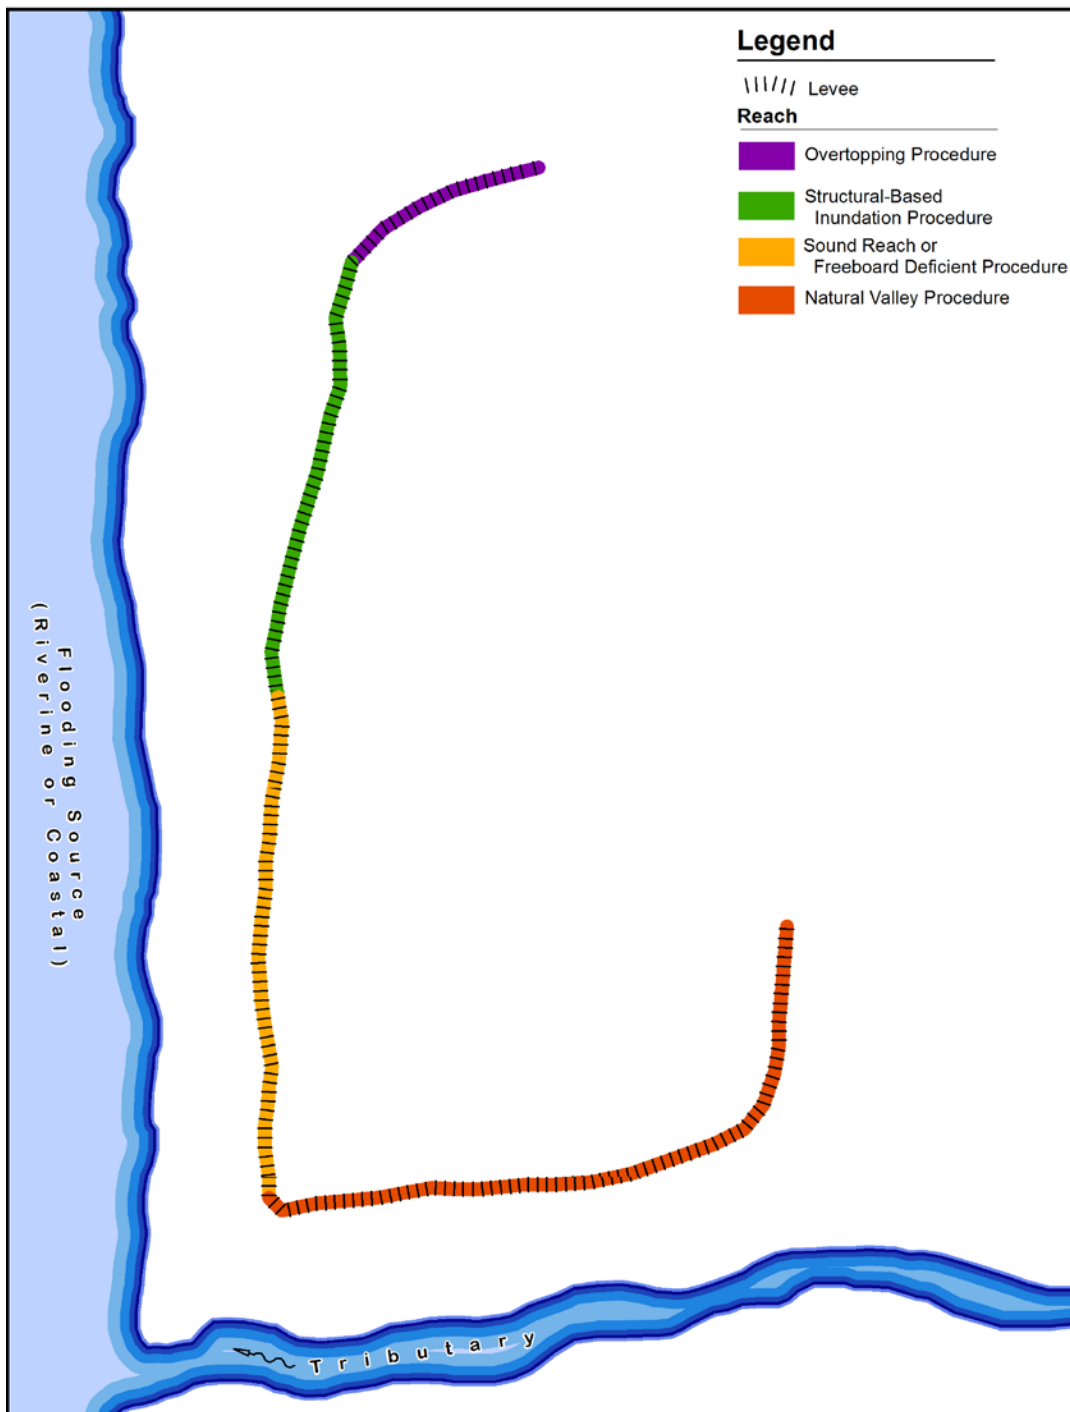 Legend
Levee
Reach
Overtopping Procedure
Structural-Based
Inundation Procedure
Sound Reach or
Freeboard Deficient Procedure
Natural Valley Procedure
Flooding Source
(Riverine or Coastal)
Tributary